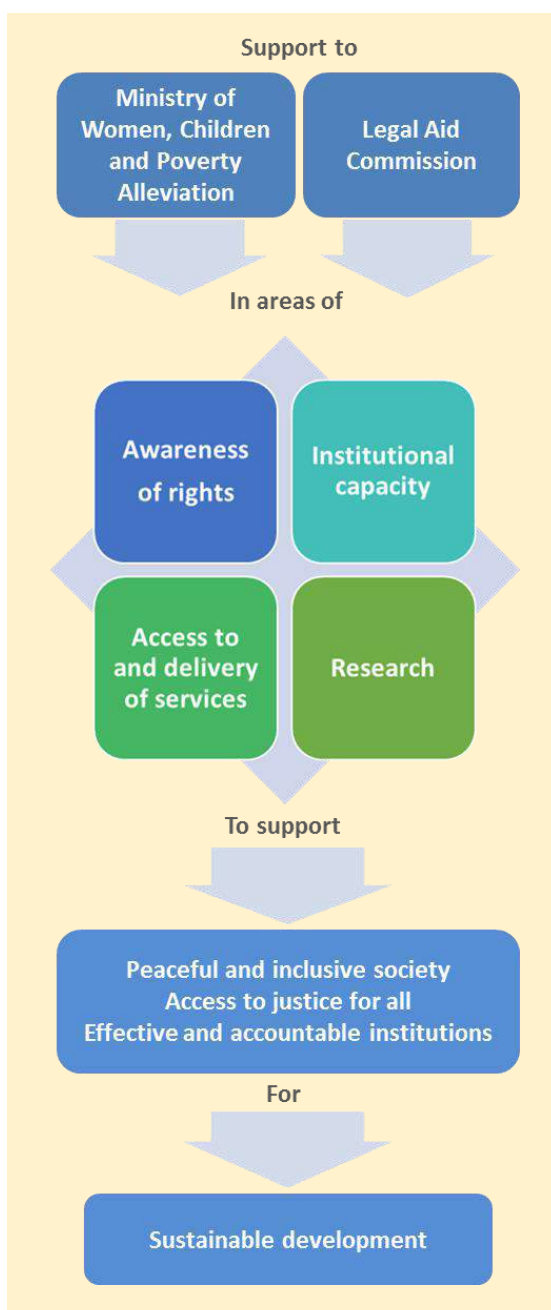 Support to
Ministry of
Women, Children
and Poverty
Alleviation
Legal Aid
Commission
In areas of
Awareness
of rights
Institutional
capacity
Access to
and delivery
of services
Research
To support
Peaceful and inclusive society
Access to justice for all
Effective and accountable institutions
For
Sustainable development